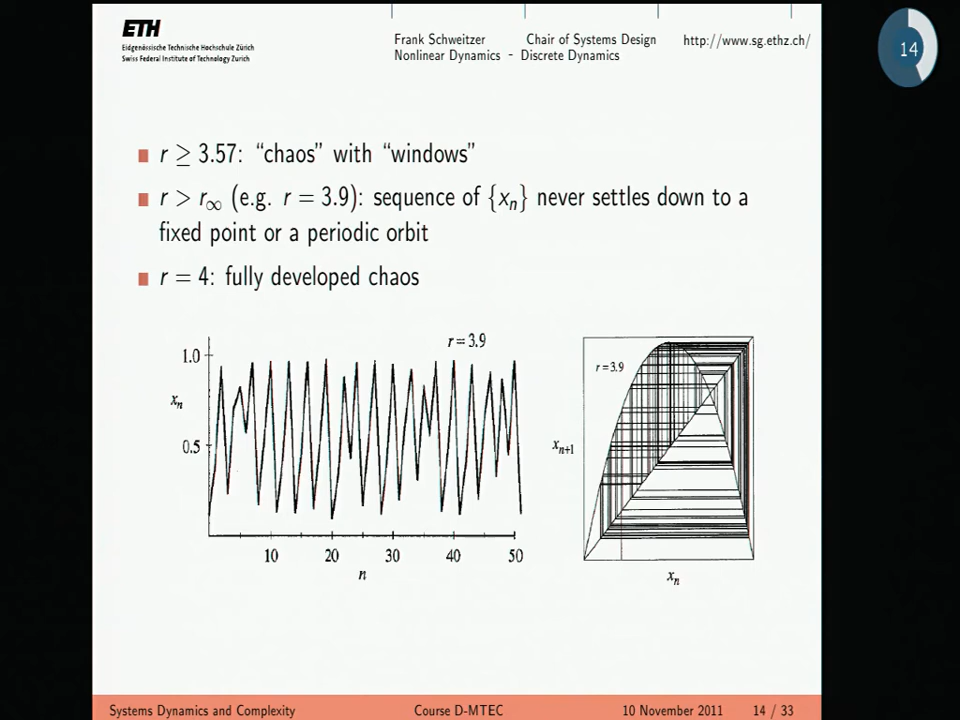 ETH
Eidgenössische Technische Hochschule Zürich
Swiss Federal Institute of Technology Zurich
Frank Schweitzer Chair of Systems Design http://www.sg.ethz.ch/
Nonlinear Dynamics - Discrete Dynamics
14
r ≥ 3.57: “chaos” with “windows”
r > r∞ (e.g. r = 3.9): sequence of {xn} never settles down to a
fixed point or a periodic orbit
r = 4: fully developed chaos
r = 3.9
1.0
xn
0.5
10 20 30 40 50
n
r = 3.9
xn+1
xn
Systems Dynamics and Complexity Course D-MTEC 10 November 2011 14 / 33